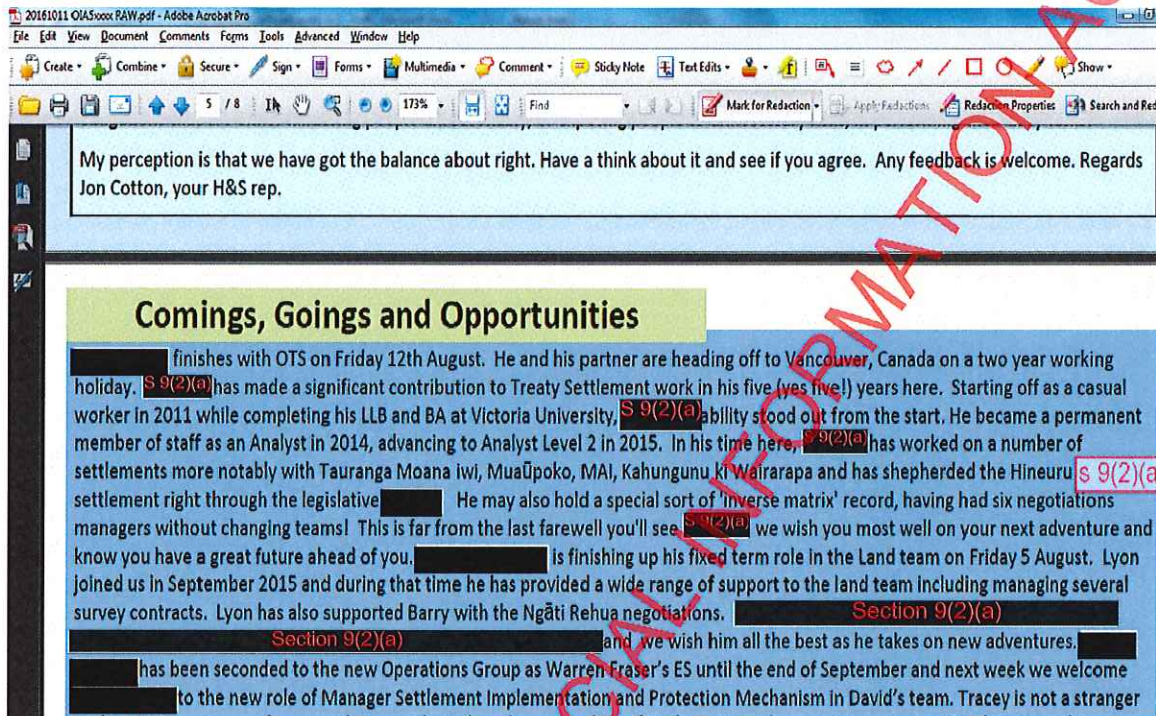 20161011 OIA5xxxx RAW.pdf - Adobe Acrobat Pro
File Edit View Document Comments Forms Tools Advanced Window Help
Create Combine Secure Sign Forms Multimedia Comment Sticky Note Text Edits Show
5 / 8 173% Find Mark for Redaction Apply Redactions Redaction Properties Search and Red
My perception is that we have got the balance about right. Have a think about it and see if you agree. Any feedback is welcome. Regards
Jon Cotton, your H&S rep.
Comings, Goings and Opportunities
finishes with OTS on Friday 12th August. He and his partner are heading off to Vancouver, Canada on a two year working
holiday. S 9(2)(a) has made a significant contribution to Treaty Settlement work in his five (yes five!) years here. Starting off as a casual
worker in 2011 while completing his LLB and BA at Victoria University, S 9(2)(a) ability stood out from the start. He became a permanent
member of staff as an Analyst in 2014, advancing to Analyst Level 2 in 2015. In his time here, S 9(2)(a) has worked on a number of
settlements more notably with Tauranga Moana iwi, Muaūpoko, MAI, Kahungunu ki Wairarapa and has shepherded the Hineuru s 9(2)(a
settlement right through the legislative He may also hold a special sort of 'inverse matrix' record, having had six negotiations
managers without changing teams! This is far from the last farewell you'll see S 9(2)(a) we wish you most well on your next adventure and
know you have a great future ahead of you. is finishing up his fixed term role in the Land team on Friday 5 August. Lyon
joined us in September 2015 and during that time he has provided a wide range of support to the land team including managing several
survey contracts. Lyon has also supported Barry with the Ngāti Rehua negotiations. Section 9(2)(a)
Section 9(2)(a) and we wish him all the best as he takes on new adventures.
has been seconded to the new Operations Group as Warren Fraser's ES until the end of September and next week we welcome
to the new role of Manager Settlement Implementation and Protection Mechanism in David's team. Tracey is not a stranger
CIAL INFORMATION AC